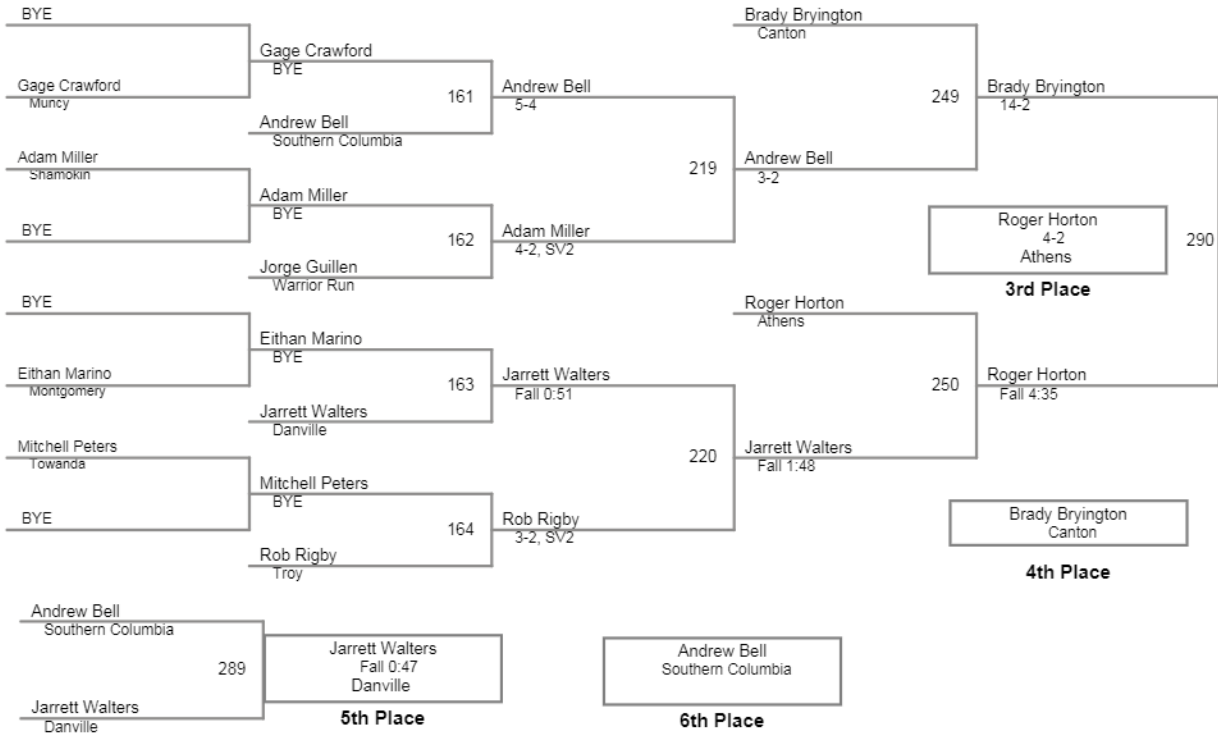 BYE
Gage Crawford
Muncy
Adam Miller
Shamokin
BYE
BYE
Eithan Marino
Montgomery
Mitchell Peters
Towanda
BYE
Gage Crawford
BYE
161
Andrew Bell
Southern Columbia
Adam Miller
BYE
162
Jorge Guillen
Warrior Run
Eithan Marino
BYE
163
Jarrett Walters
Danville
Mitchell Peters
BYE
164
Rob Rigby
Troy
Andrew Bell
5-4
219
Adam Miller
4-2, SV2
Jarrett Walters
Fall 0:51
220
Rob Rigby
3-2, SV2
Brady Bryington
Canton
249
Andrew Bell
3-2
Roger Horton
Athens
250
Jarrett Walters
Fall 1:48
Brady Bryington
14-2
290
Roger Horton
Fall 4:35
Roger Horton
4-2
Athens
3rd Place
Brady Bryington
Canton
4th Place
Andrew Bell
Southern Columbia
289
Jarrett Walters
Danville
Jarrett Walters
Fall 0:47
Danville
5th Place
Andrew Bell
Southern Columbia
6th Place